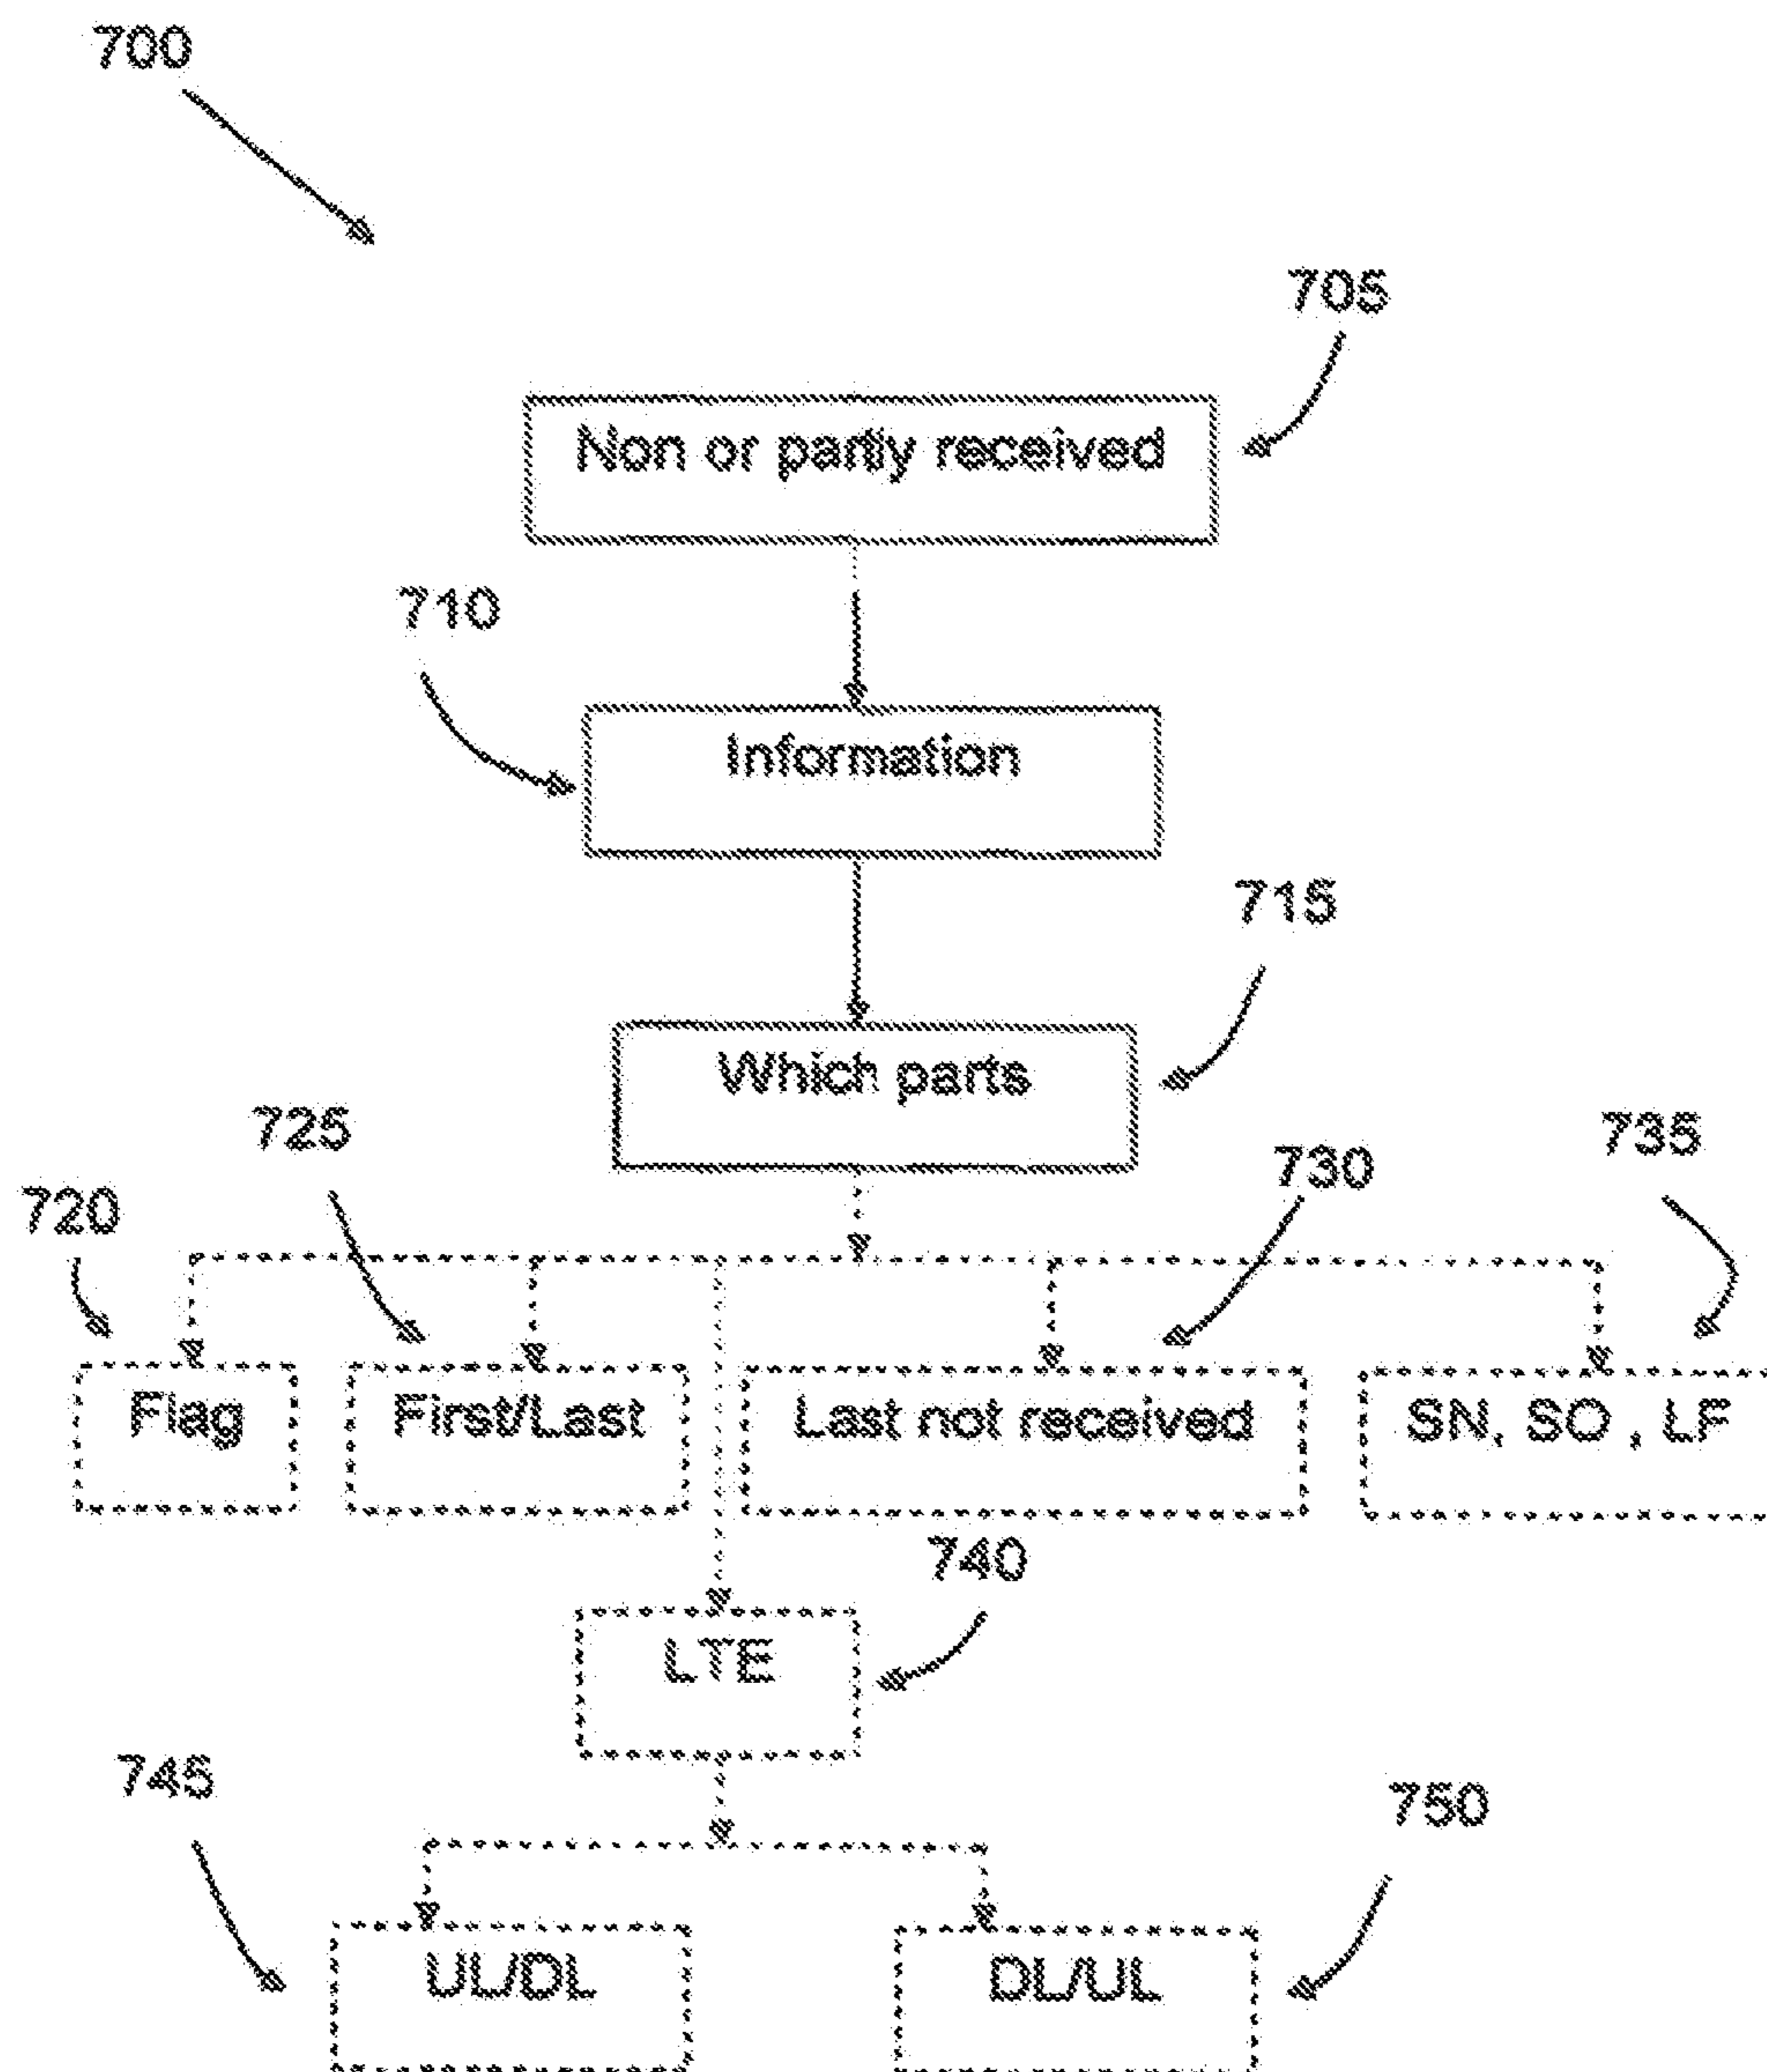 700
705
Non or partly received
710
Information
715
Which parts
725
735
730
720
Flag
First/Last
Last not received
SN, SO , LF
740
LTE
745
750
UL/DL
DL/UL